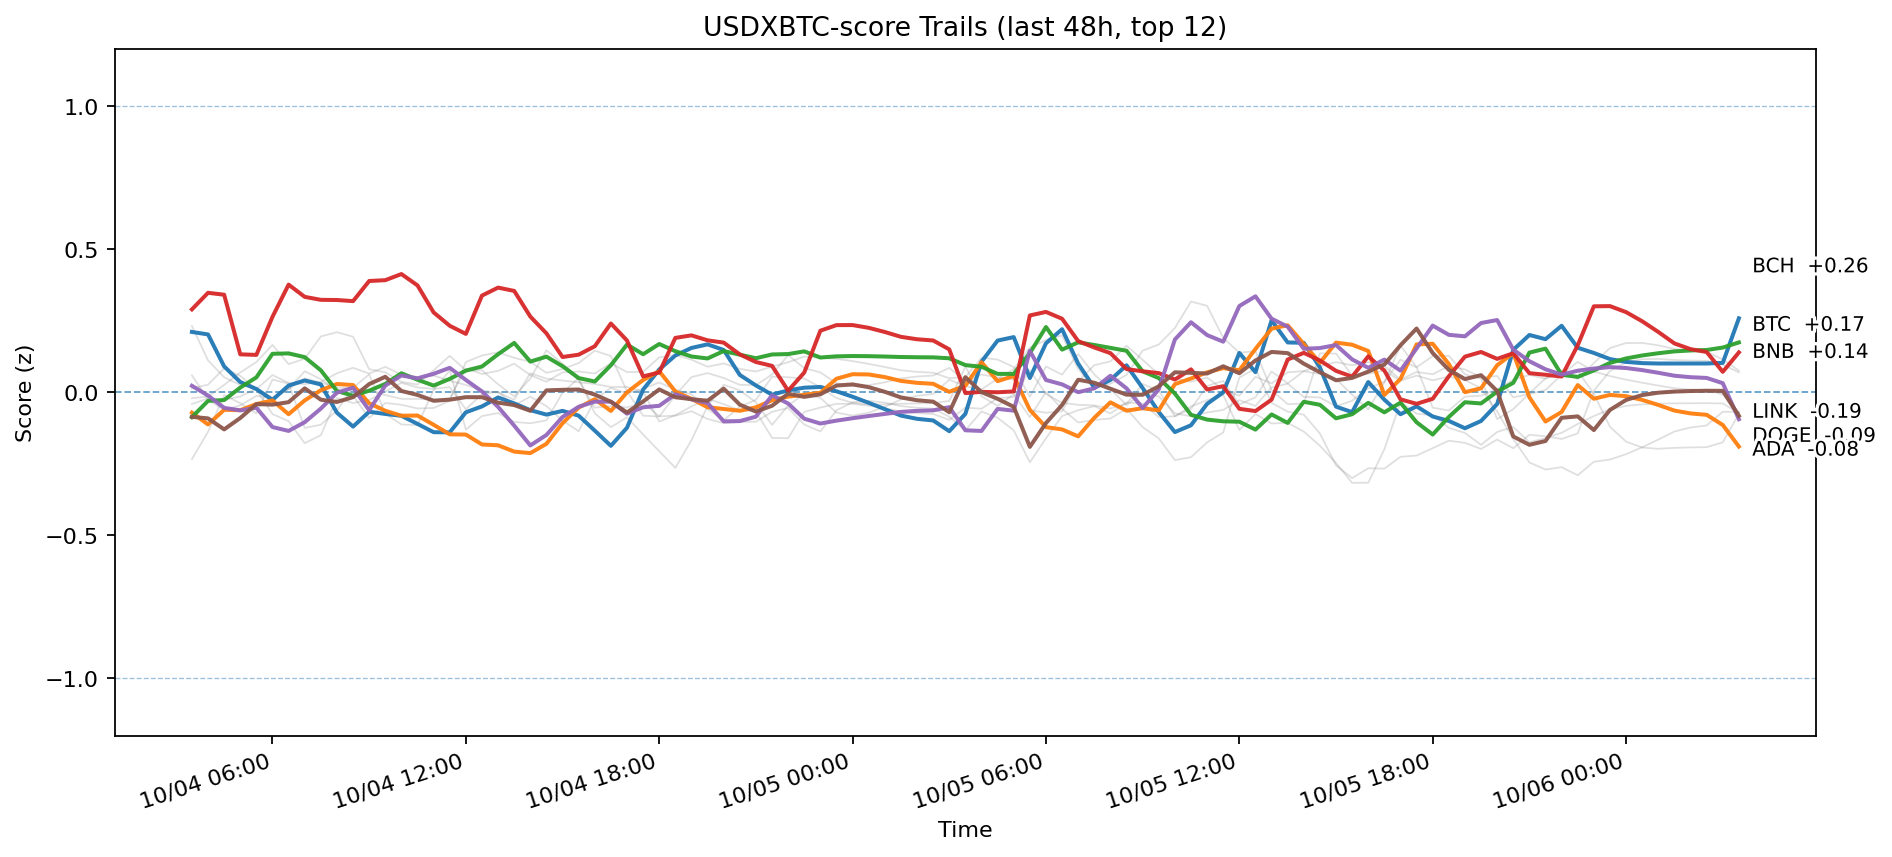 USDXBTC-score Trails (last 48h, top 12)
Score (z)
1.0
0.5
0.0
−0.5
−1.0
BCH +0.26
BTC +0.17
BNB +0.14
LINK -0.19
DOGE -0.09
ADA -0.08
10/04 06:00
10/04 12:00
10/04 18:00
10/05 00:00
10/05 06:00
10/05 12:00
10/05 18:00
10/06 00:00
Time